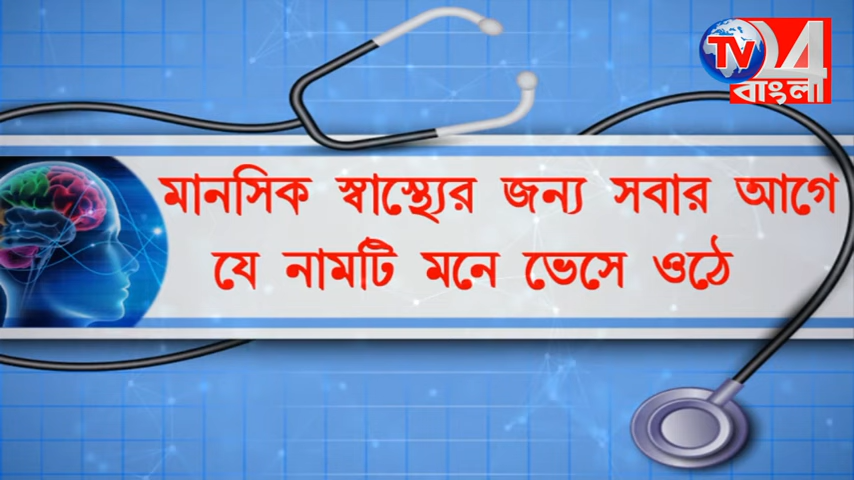 TV 24
বাংলা
মানসিক স্বাস্থ্যের জন্য সবার আগে
যে নামটি মনে ভেসে ওঠে